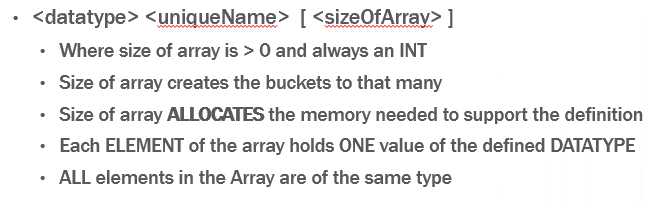 • <datatype> <uniqueName> [ <sizeOfArray> ]
• Where size of array is > 0 and always an INT
• Size of array creates the buckets to that many
• Size of array ALLOCATES the memory needed to support the definition
• Each ELEMENT of the array holds ONE value of the defined DATATYPE
• ALL elements in the Array are of the same type